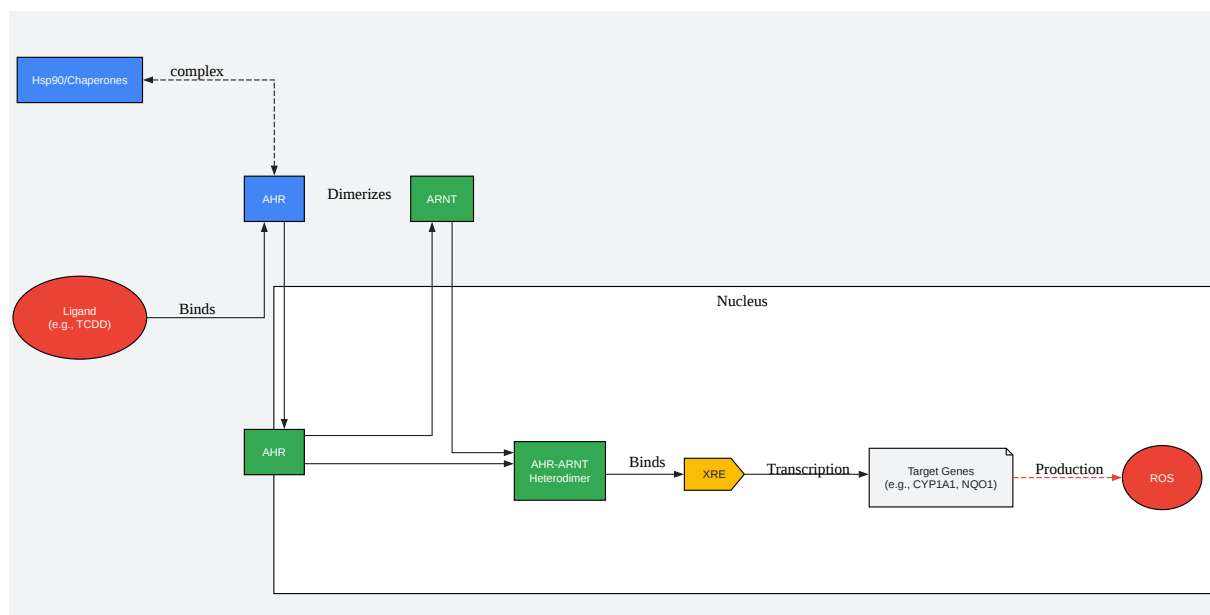 complex
Hsp90/Chaperones
AHR
Dimerizes
ARNT
Ligand
(e.g., TCDD)
Binds
Nucleus
AHR
AHR-ARNT
Heterodimer
Binds
XRE
Transcription
Target Genes
(e.g., CYP1A1, NQO1)
Production
ROS